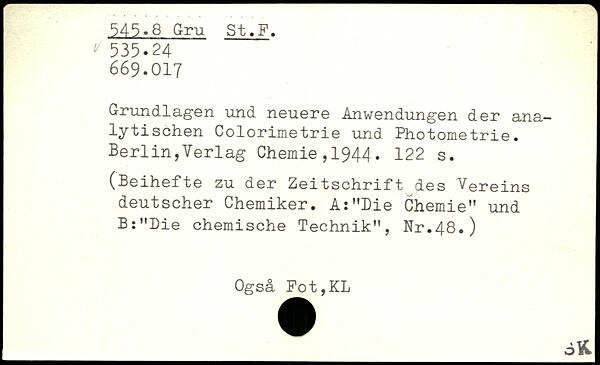 545.8 Gru St.F.
535.24
669.017
Grundlagen und neuere Anwendungen der ana-
lytischen Colorimetrie und Photometrie.
Berlin,Verlag Chemie,1944. 122 s.
(Beihefte zu der Zeitschrift des Vereins
deutscher Chemiker. A:"Die Chemie" und
B:"Die chemische Technik", Nr.48.)
Også Fot,KL
SK